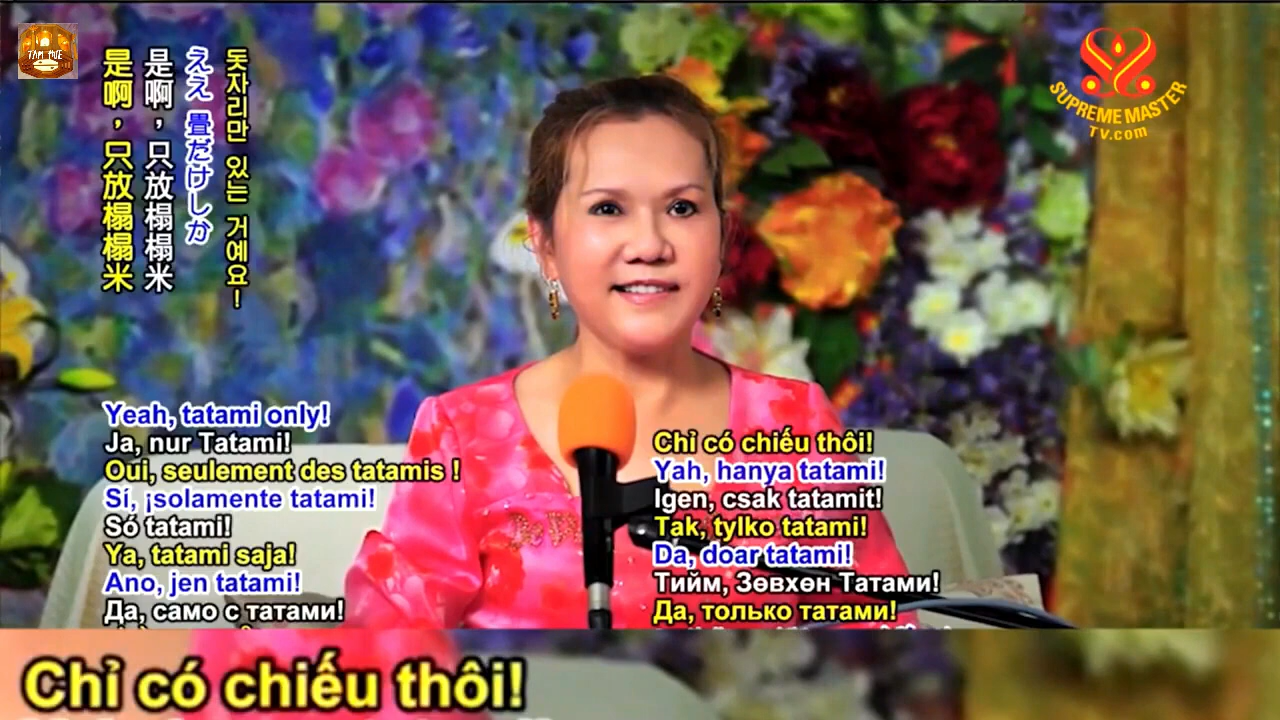 TÂM THỨ
SUPREME MASTER
TV.com
돗자리만 있는 거예요!
ええ 畳だけしか
是啊，只放榻榻米
是啊，只放榻榻米
Yeah, tatami only!
Ja, nur Tatami!
Oui, seulement des tatamis !
Sí, ¡solamente tatami!
Só tatami!
Ya, tatami saja!
Ano, jen tatami!
Да, само с татами!
Chỉ có chiếu thôi!
Yah, hanya tatami!
Igen, csak tatamit!
Tak, tylko tatami!
Da, doar tatami!
Тийм, Зөвхөн Татами!
Да, только татами!
Chỉ có chiếu thôi!